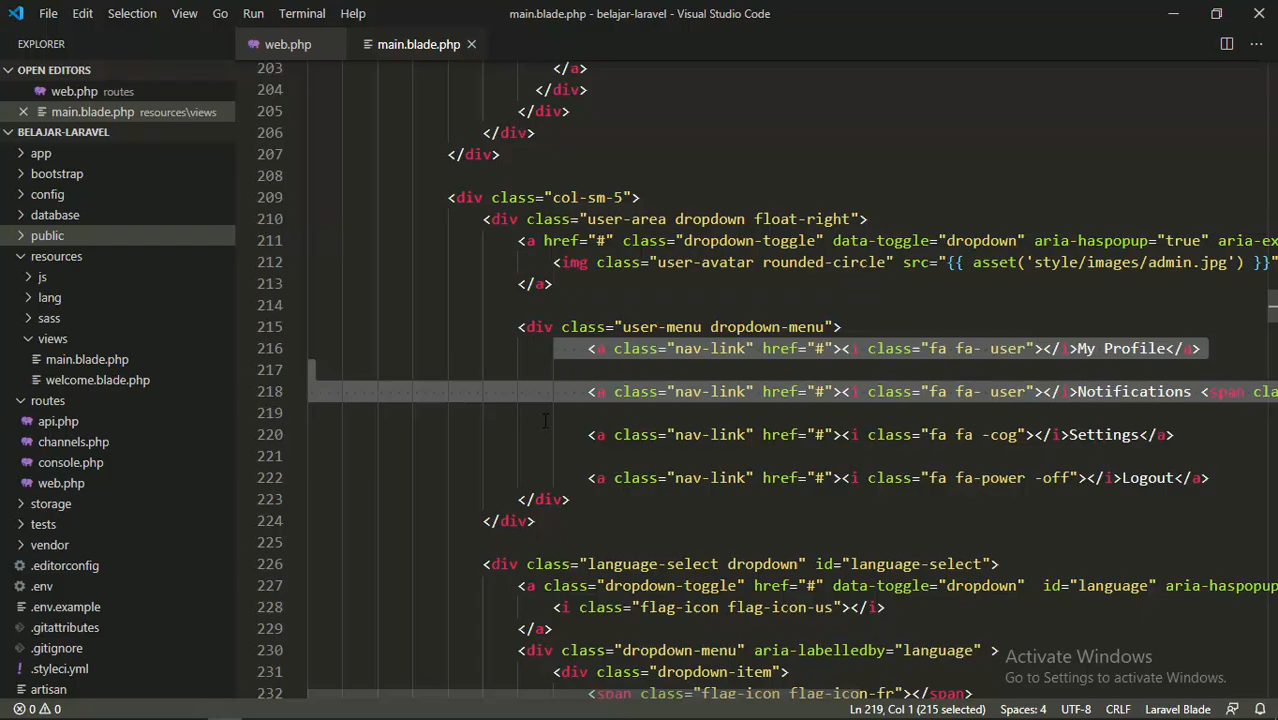 File Edit Selection View Go Run Terminal Help main.blade.php - belajar-laravel - Visual Studio Code
EXPLORER
OPEN EDITORS
web.php routes
main.blade.php resources\views
BELAJAR-LARAVEL
app
bootstrap
config
database
public
resources
js
lang
sass
views
main.blade.php
welcome.blade.php
routes
api.php
channels.php
console.php
web.php
storage
tests
vendor
.editorconfig
.env
.env.example
.gitattributes
.gitignore
.styleci.yml
artisan
web.php main.blade.php
203 </a>
204 </div>
205 </div>
206 </div>
207 </div>
208
209 <div class="col-sm-5">
210 <div class="user-area dropdown float-right">
211 <a href="#" class="dropdown-toggle" data-toggle="dropdown" aria-haspopup="true" aria-ex
212 <img class="user-avatar rounded-circle" src="{{ asset('style/images/admin.jpg') }}"
213 </a>
214
215 <div class="user-menu dropdown-menu">
216 <a class="nav-link" href="#"><i class="fa fa- user"></i>My Profile</a>
217
218 <a class="nav-link" href="#"><i class="fa fa- user"></i>Notifications <span cla
219
220 <a class="nav-link" href="#"><i class="fa fa -cog"></i>Settings</a>
221
222 <a class="nav-link" href="#"><i class="fa fa-power -off"></i>Logout</a>
223 </div>
224 </div>
225
226 <div class="language-select dropdown" id="language-select">
227 <a class="dropdown-toggle" href="#" data-toggle="dropdown"  id="language" aria-haspopup
228 <i class="flag-icon flag-icon-us"></i>
229 </a>
230 <div class="dropdown-menu" aria-labelledby="language" >
231 <div class="dropdown-item">
232 <span class="flag-icon flag-icon-fr"></span>
Activate Windows
Go to Settings to activate Windows.
0 0 Ln 219, Col 1 (215 selected) Spaces: 4 UTF-8 CRLF Laravel Blade